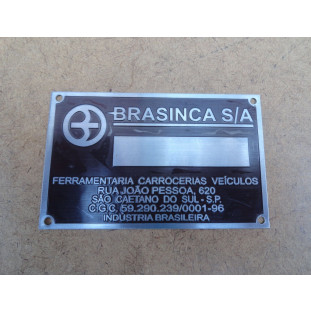 BRASINCA S/A
FERRAMENTARIA CARROCERIAS VEÍCULOS
RUA JOÃO PESSOA, 620
SÃO CAETANO DO SUL - S.P.
C.G.C. 59.290.239/0001-96
INDÚSTRIA BRASILEIRA